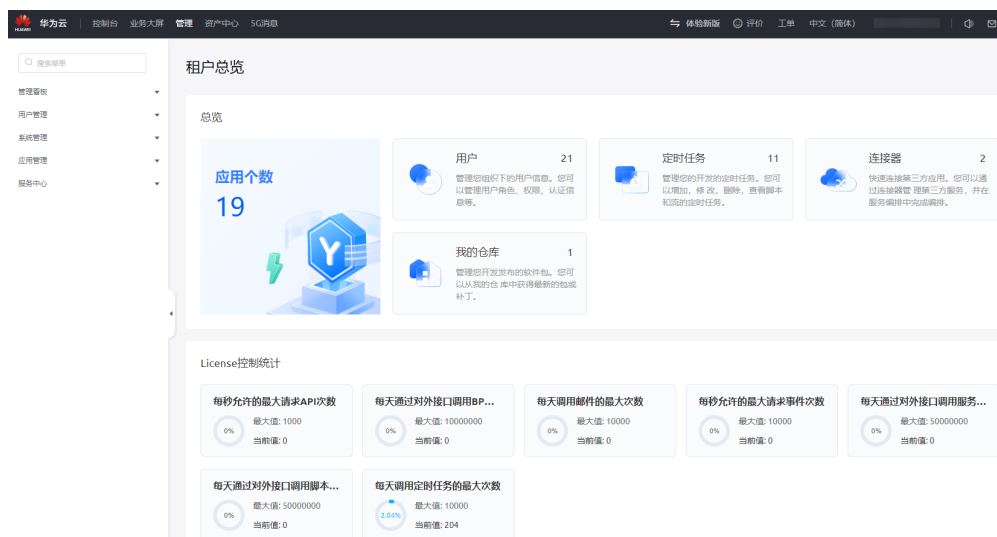 HUAWEI
华为云 控制台 业务大屏 管理 资产中心 5G消息 体验新版 评价 工单 中文（简体）
搜索菜单
管理看板
用户管理
系统管理
应用管理
服务中心
租户总览
总览
应用个数
19
用户 21
管理您组织下的用户信息。您可
以管理用户角色、权限、认证信
息等。
定时任务 11
管理您的开发的定时任务。您可
以增加，修 改，删除，查看脚本
和流的定时任务。
连接器 2
快速连接第三方应用。您可以通
过连接器管 理第三方服务，并在
服务编排中完成编排。
我的仓库 1
管理您开发发布的软件包。您可
以从我的仓 库中获得最新的包或
补丁。
License控制统计
每秒允许的最大请求API次数
0%
最大值: 1000
当前值: 0
每天通过对外接口调用BP...
0%
最大值: 10000000
当前值: 0
每天调用邮件的最大次数
0%
最大值: 10000
当前值: 0
每秒允许的最大请求事件次数
0%
最大值: 10000
当前值: 0
每天通过对外接口调用服务...
0%
最大值: 50000000
当前值: 0
每天通过对外接口调用脚本...
0%
最大值: 50000000
当前值: 0
每天调用定时任务的最大次数
2.04%
最大值: 10000
当前值: 204